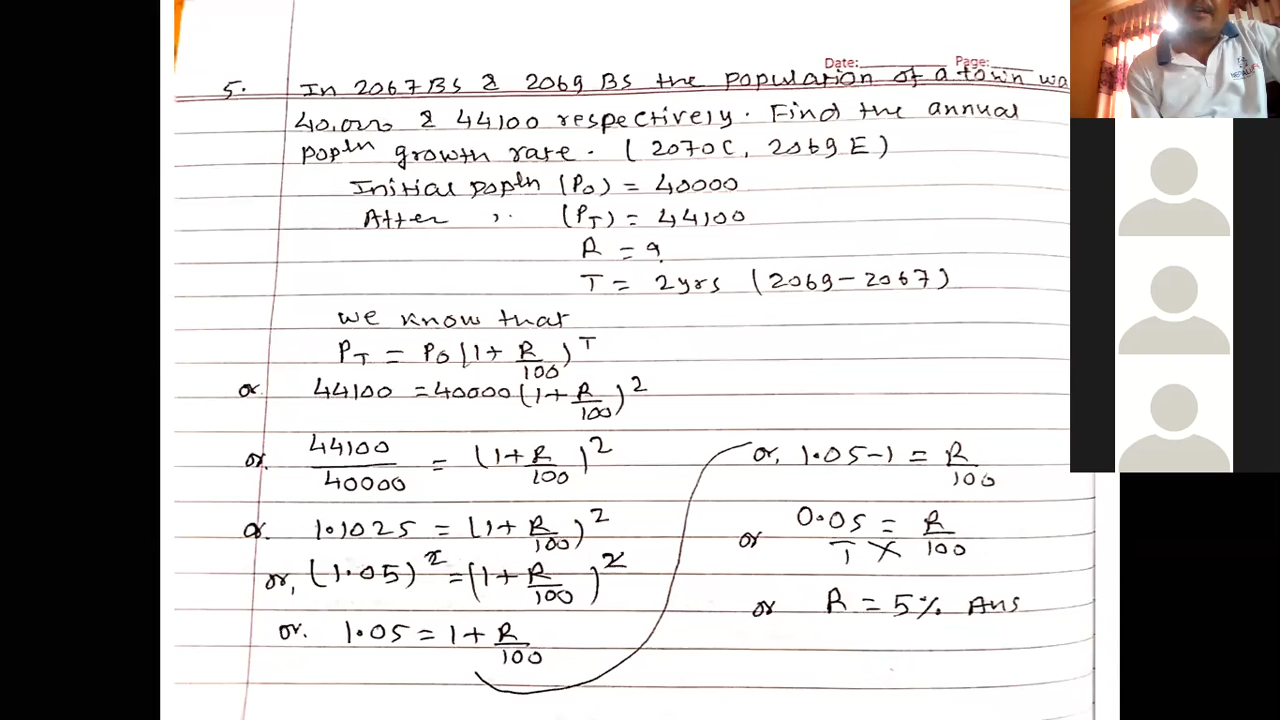 Date: Page:
5. In 2067 BS & 2069 BS the population of a town wa
40,000 & 44100 respectively. Find the annual
popln growth rate. (2070C, 2069E)
Initial popln (P0) = 40000
After ,, (PT) = 44100
R = ?
T = 2yrs (2069-2067)
we know that
PT = P0(1+R/100)^T
or 44100 = 40000(1+R/100)^2
or. 44100/40000 = (1+R/100)^2
or. 1.1025 = (1+R/100)^2
or, (1.05)^2 = (1+R/100)^2
or. 1.05 = 1+R/100
or, 1.05-1 = R/100
or 0.05/1 = R/100
or R = 5% Ans